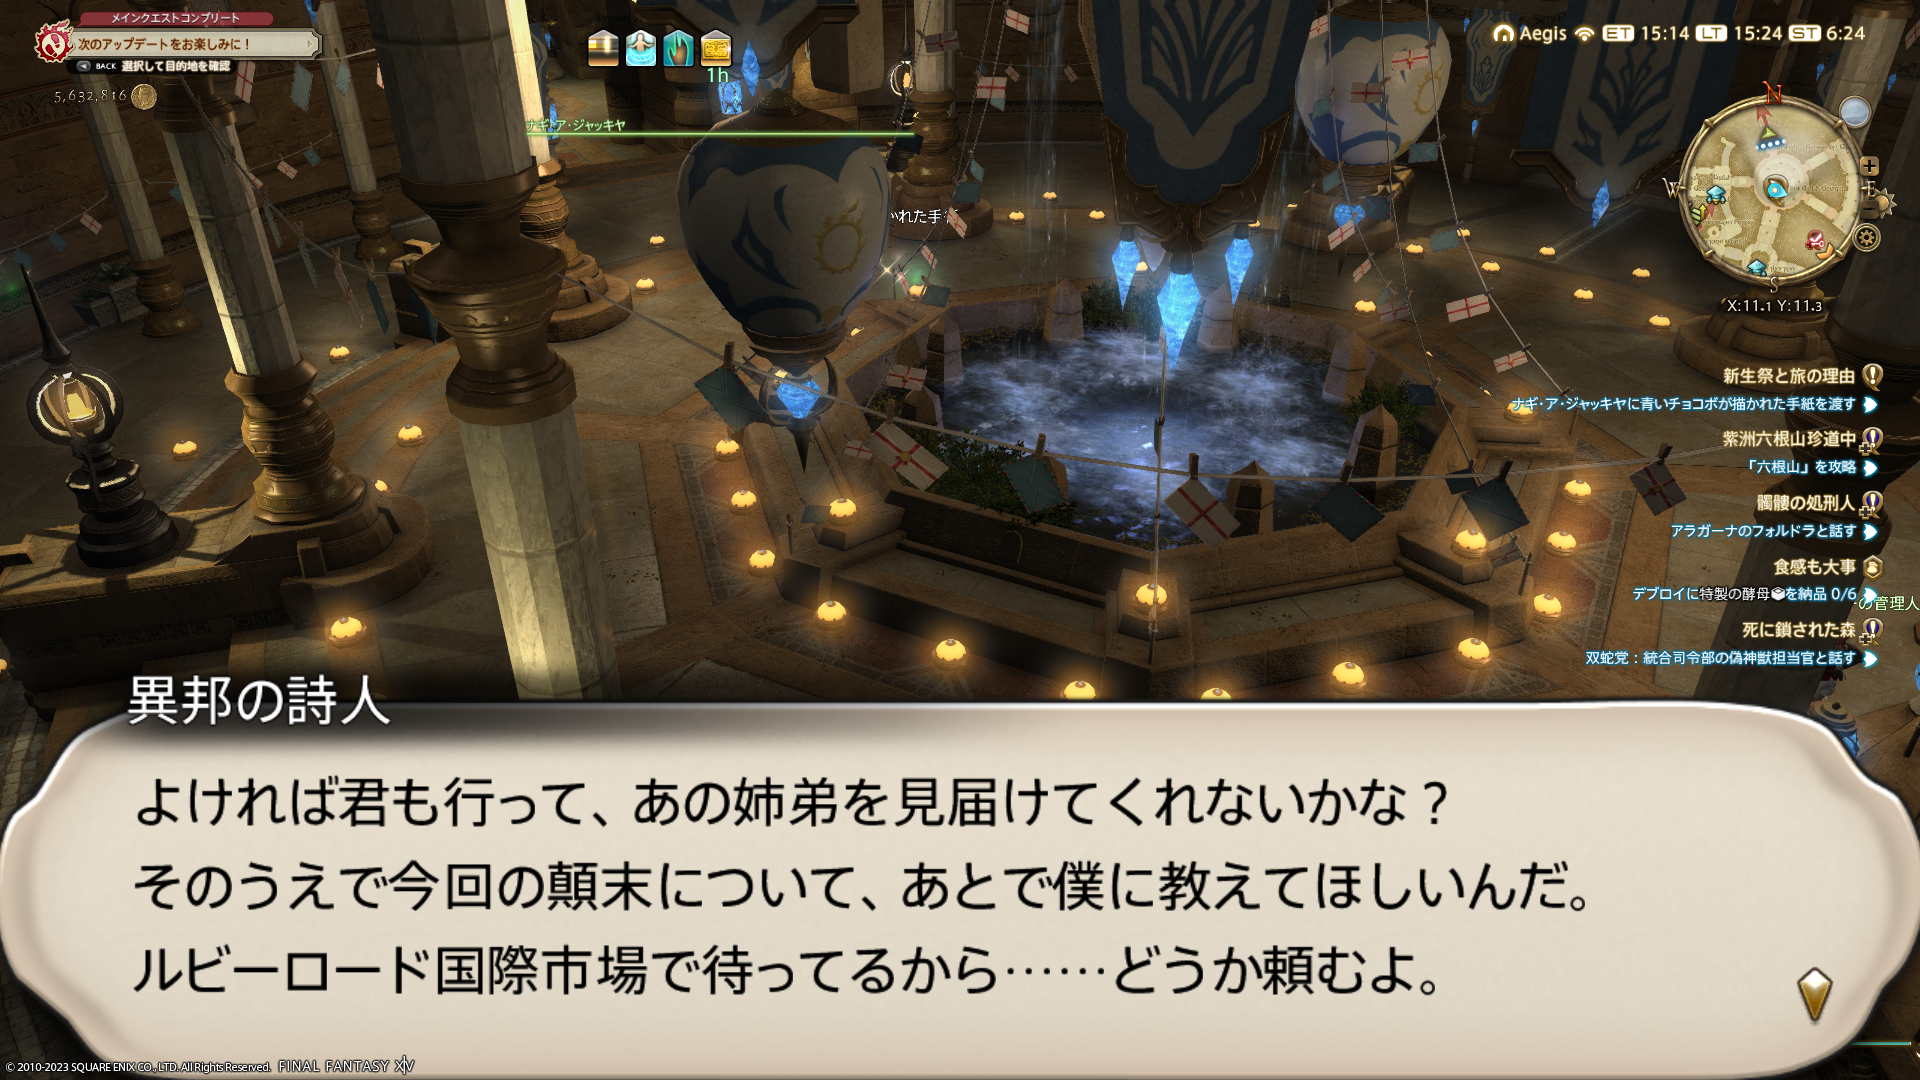 メインクエストコンプリート
次のアップデートをお楽しみに！
BACK 選択して目的地を確認
5,632,816
1h
ナギ・ア・ジャッキヤ
かれた手
Aegis ET 15:14 LT 15:24 ST 6:24
N
W
E
S
X:11.1 Y:11.3
新生祭と旅の理由
ナギ・ア・ジャッキヤに青いチョコボが描かれた手紙を渡す
紫洲六根山珍道中
「六根山」を攻略
髑髏の処刑人
アラガーナのフォルドラと話す
食感も大事
デブロイに特製の酵母を納品 0/6
の管理人
死に鎖された森
双蛇党：統合司令部の偽神獣担当官と話す
異邦の詩人
よければ君も行って、あの姉弟を見届けてくれないかな？
そのうえで今回の顛末について、あとで僕に教えてほしいんだ。
ルビーロード国際市場で待ってるから……どうか頼むよ。
© 2010-2023 SQUARE ENIX CO., LTD. All Rights Reserved. FINAL FANTASY XIV